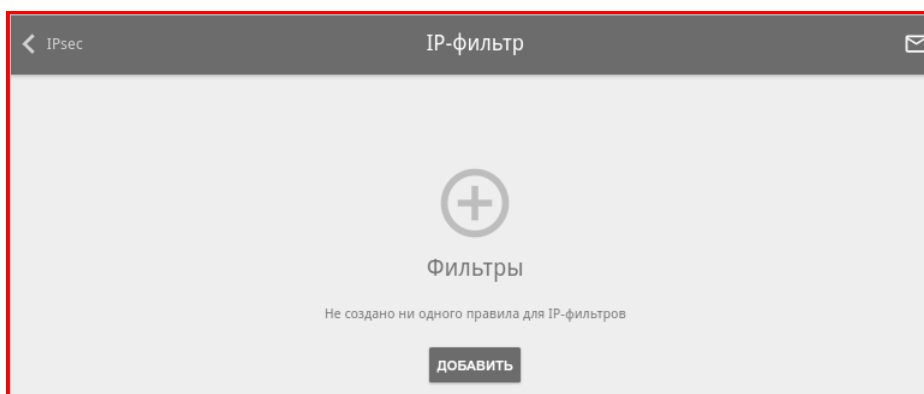 IPsec
IP-фильтр
Фильтры
Не создано ни одного правила для IP-фильтров
ДОБАВИТЬ